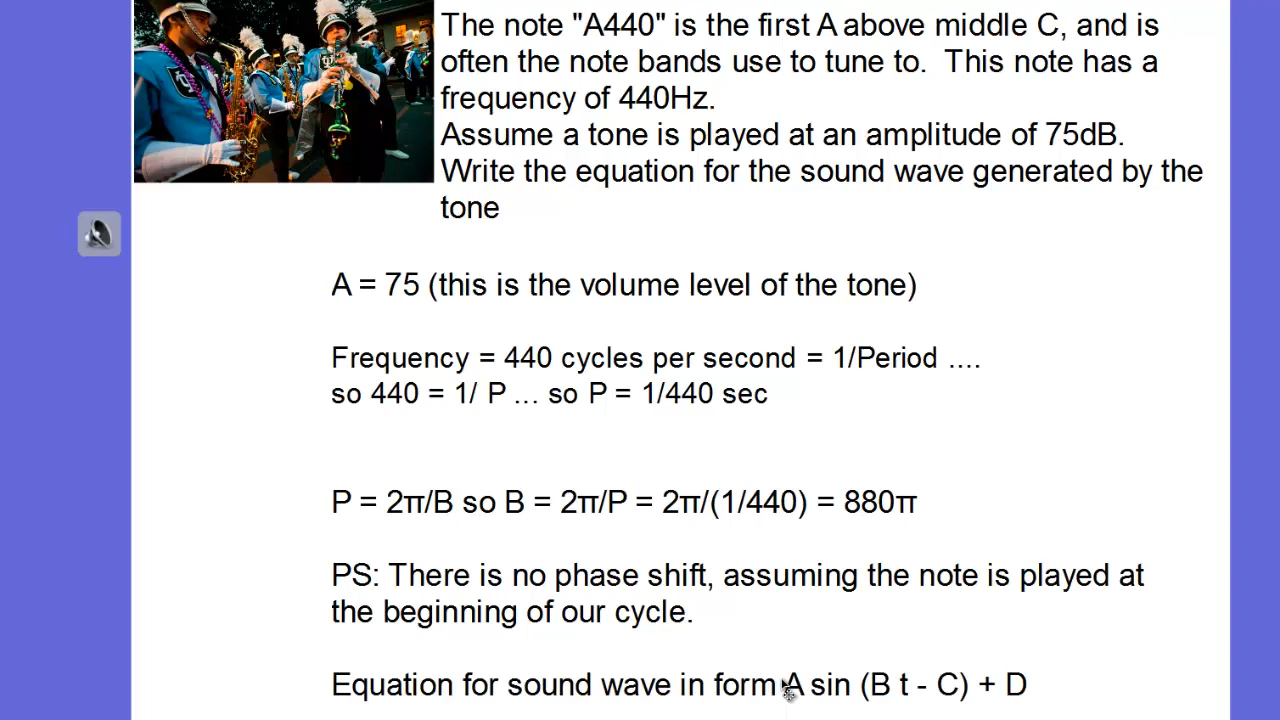 The note "A440" is the first A above middle C, and is
often the note bands use to tune to.  This note has a
frequency of 440Hz.
Assume a tone is played at an amplitude of 75dB.
Write the equation for the sound wave generated by the
tone
A = 75 (this is the volume level of the tone)
Frequency = 440 cycles per second = 1/Period ....
so 440 = 1/ P ... so P = 1/440 sec
P = 2π/B so B = 2π/P = 2π/(1/440) = 880π
PS: There is no phase shift, assuming the note is played at
the beginning of our cycle.
Equation for sound wave in form A sin (B t - C) + D